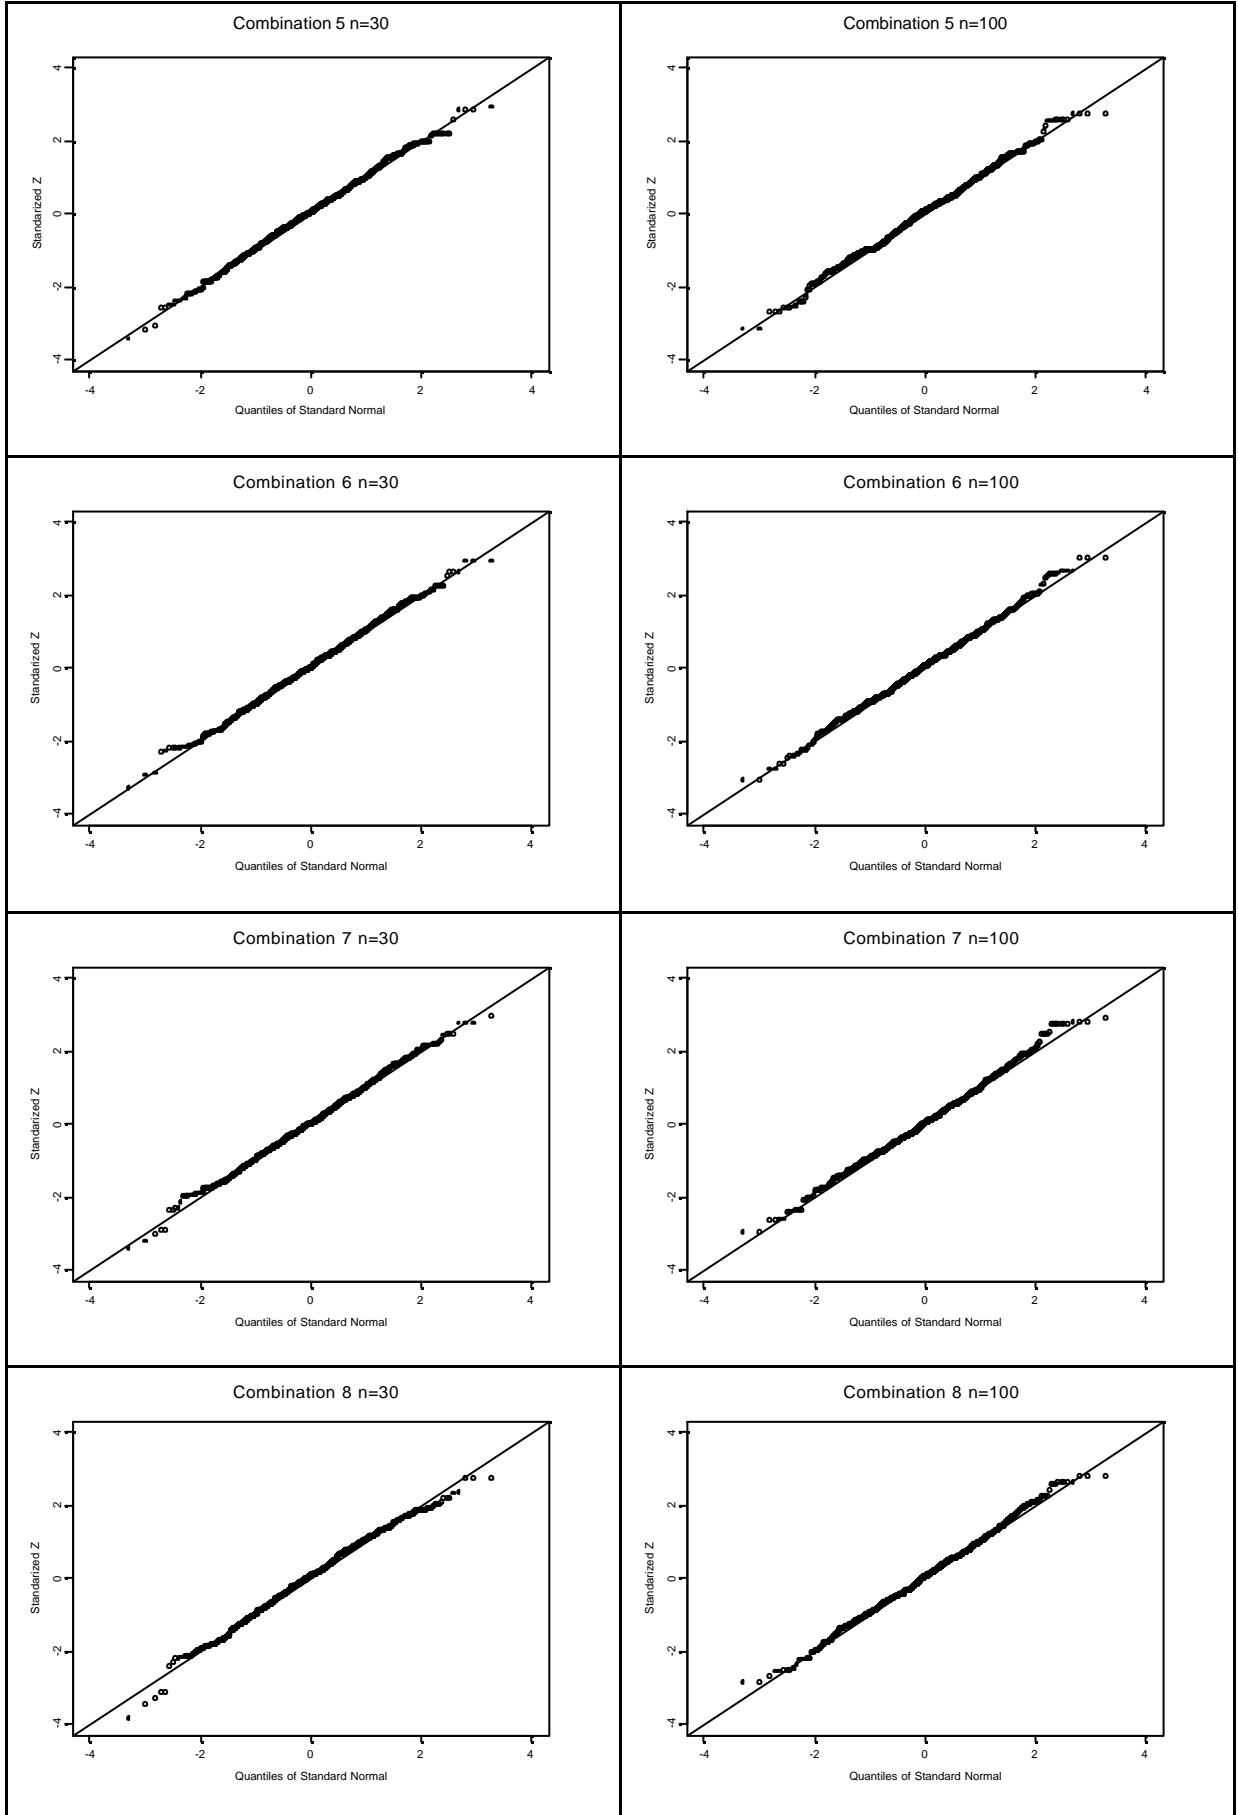 Combination 5 n=30
4
2
0
-2
-4
Standarized Z
-4 -2 0 2 4
Quantiles of Standard Normal
Combination 5 n=100
4
2
0
-2
-4
Standarized Z
-4 -2 0 2 4
Quantiles of Standard Normal
Combination 6 n=30
4
2
0
-2
-4
Standarized Z
-4 -2 0 2 4
Quantiles of Standard Normal
Combination 6 n=100
4
2
0
-2
-4
Standarized Z
-4 -2 0 2 4
Quantiles of Standard Normal
Combination 7 n=30
4
2
0
-2
-4
Standarized Z
-4 -2 0 2 4
Quantiles of Standard Normal
Combination 7 n=100
4
2
0
-2
-4
Standarized Z
-4 -2 0 2 4
Quantiles of Standard Normal
Combination 8 n=30
4
2
0
-2
-4
Standarized Z
-4 -2 0 2 4
Quantiles of Standard Normal
Combination 8 n=100
4
2
0
-2
-4
Standarized Z
-4 -2 0 2 4
Quantiles of Standard Normal